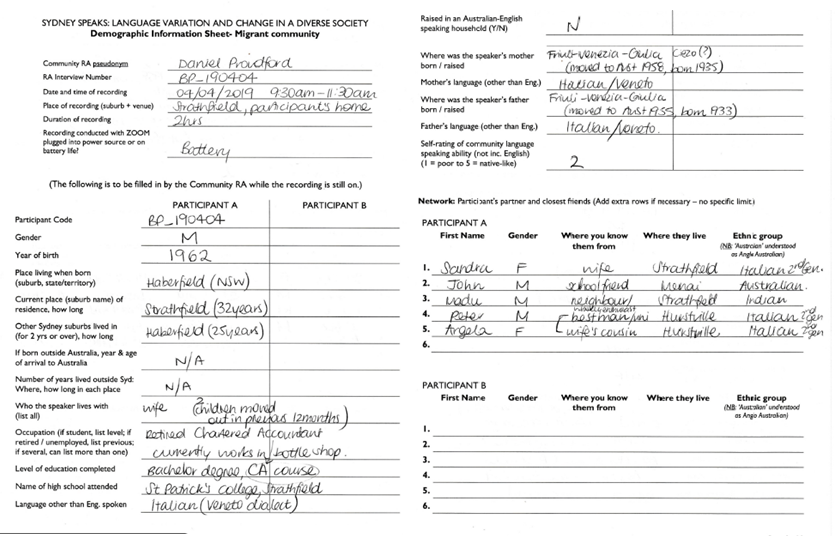 SYDNEY SPEAKS: LANGUAGE VARIATION AND CHANGE IN A DIVERSE SOCIETY
Demographic Information Sheet- Migrant community
Community RA pseudonym Daniel Proudford
RA Interview Number BP_190404
Date and time of recording 04/04/2019 9:30am-11:30am
Place of recording (suburb + venue) Strathfield, participant's home
Duration of recording 2hrs
Recording conducted with ZOOM
plugged into power source or on
battery life? Battery
(The following is to be filled in by the Community RA while the recording is still on.)
PARTICIPANT A PARTICIPANT B
Participant Code BP_190404
Gender M
Year of birth 1962
Place living when born
(suburb, state/territory) Haberfield (NSW)
Current place (suburb name) of
residence, how long Strathfield (32years)
Other Sydney suburbs lived in
(for 2 yrs or over), how long Haberfield (25years)
If born outside Australia, year & age
of arrival to Australia N/A
Number of years lived outside Syd:
Where, how long in each place N/A
Who the speaker lives with
(list all) wife (3 children moved
out in previous 12months)
Occupation (if student, list level; if
retired / unemployed, list previous;
if several, can list more than one) Retired Chartered Accountant
currently works in bottle shop.
Level of education completed Bachelor degree, CA course
Name of high school attended St Patrick's college, Strathfield
Language other than Eng. spoken Italian (Veneto dialect)
Raised in an Australian-English
speaking household (Y/N) N
Where was the speaker's mother
born / raised Friuli-Venezia-Giulia
(moved to Aust 1958, born 1935)
Mother's language (other than Eng.) Italian/Veneto
Where was the speaker's father
born / raised Friuli-Venezia-Giulia
(moved to Aust 1955, born 1933)
Father's language (other than Eng.) Italian/Veneto.
Self-rating of community language
speaking ability (not inc. English)
(1 = poor to 5 = native-like) 2
Network: Participant's partner and closest friends (Add extra rows if necessary – no specific limit)
PARTICIPANT A
First Name Gender Where you know them from Where they live Ethnic group
(NB: 'Australian' understood as Anglo Australian)
1. Sandra F wife Strathfield Italian 2nd Gen.
2. John M school friend Menai Australian.
3. M neighbour/ Strathfield Indian
4. Peter M bestman/uni Hurstville Italian 2nd gen
5. Angela F wife's cousin Hurstville Italian 2nd gen
6.
PARTICIPANT B
First Name Gender Where you know them from Where they live Ethnic group
(NB: 'Australian' understood as Anglo Australian)
1.
2.
3.
4.
5.
6.